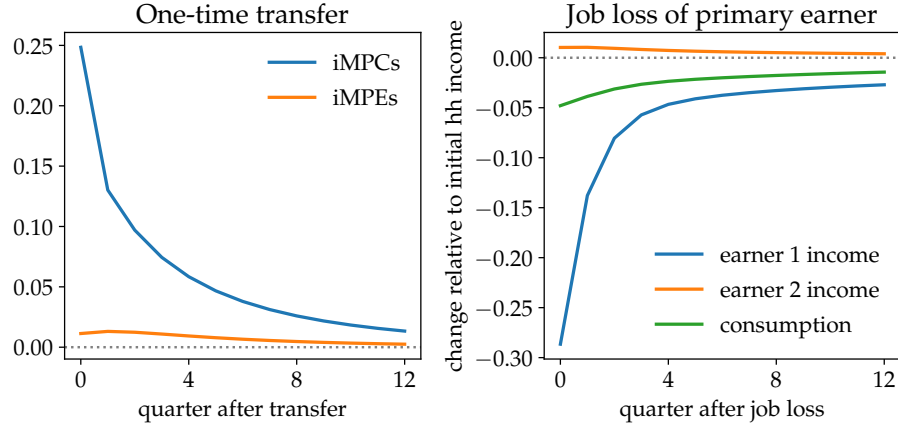 One-time transfer
0.25
0.20
0.15
0.10
0.05
0.00
iMPCs
iMPEs
0
4
8
12
quarter after transfer
Job loss of primary earner
change relative to initial hh income
0.00
−0.05
−0.10
−0.15
−0.20
−0.25
−0.30
earner 1 income
earner 2 income
consumption
0
4
8
12
quarter after job loss